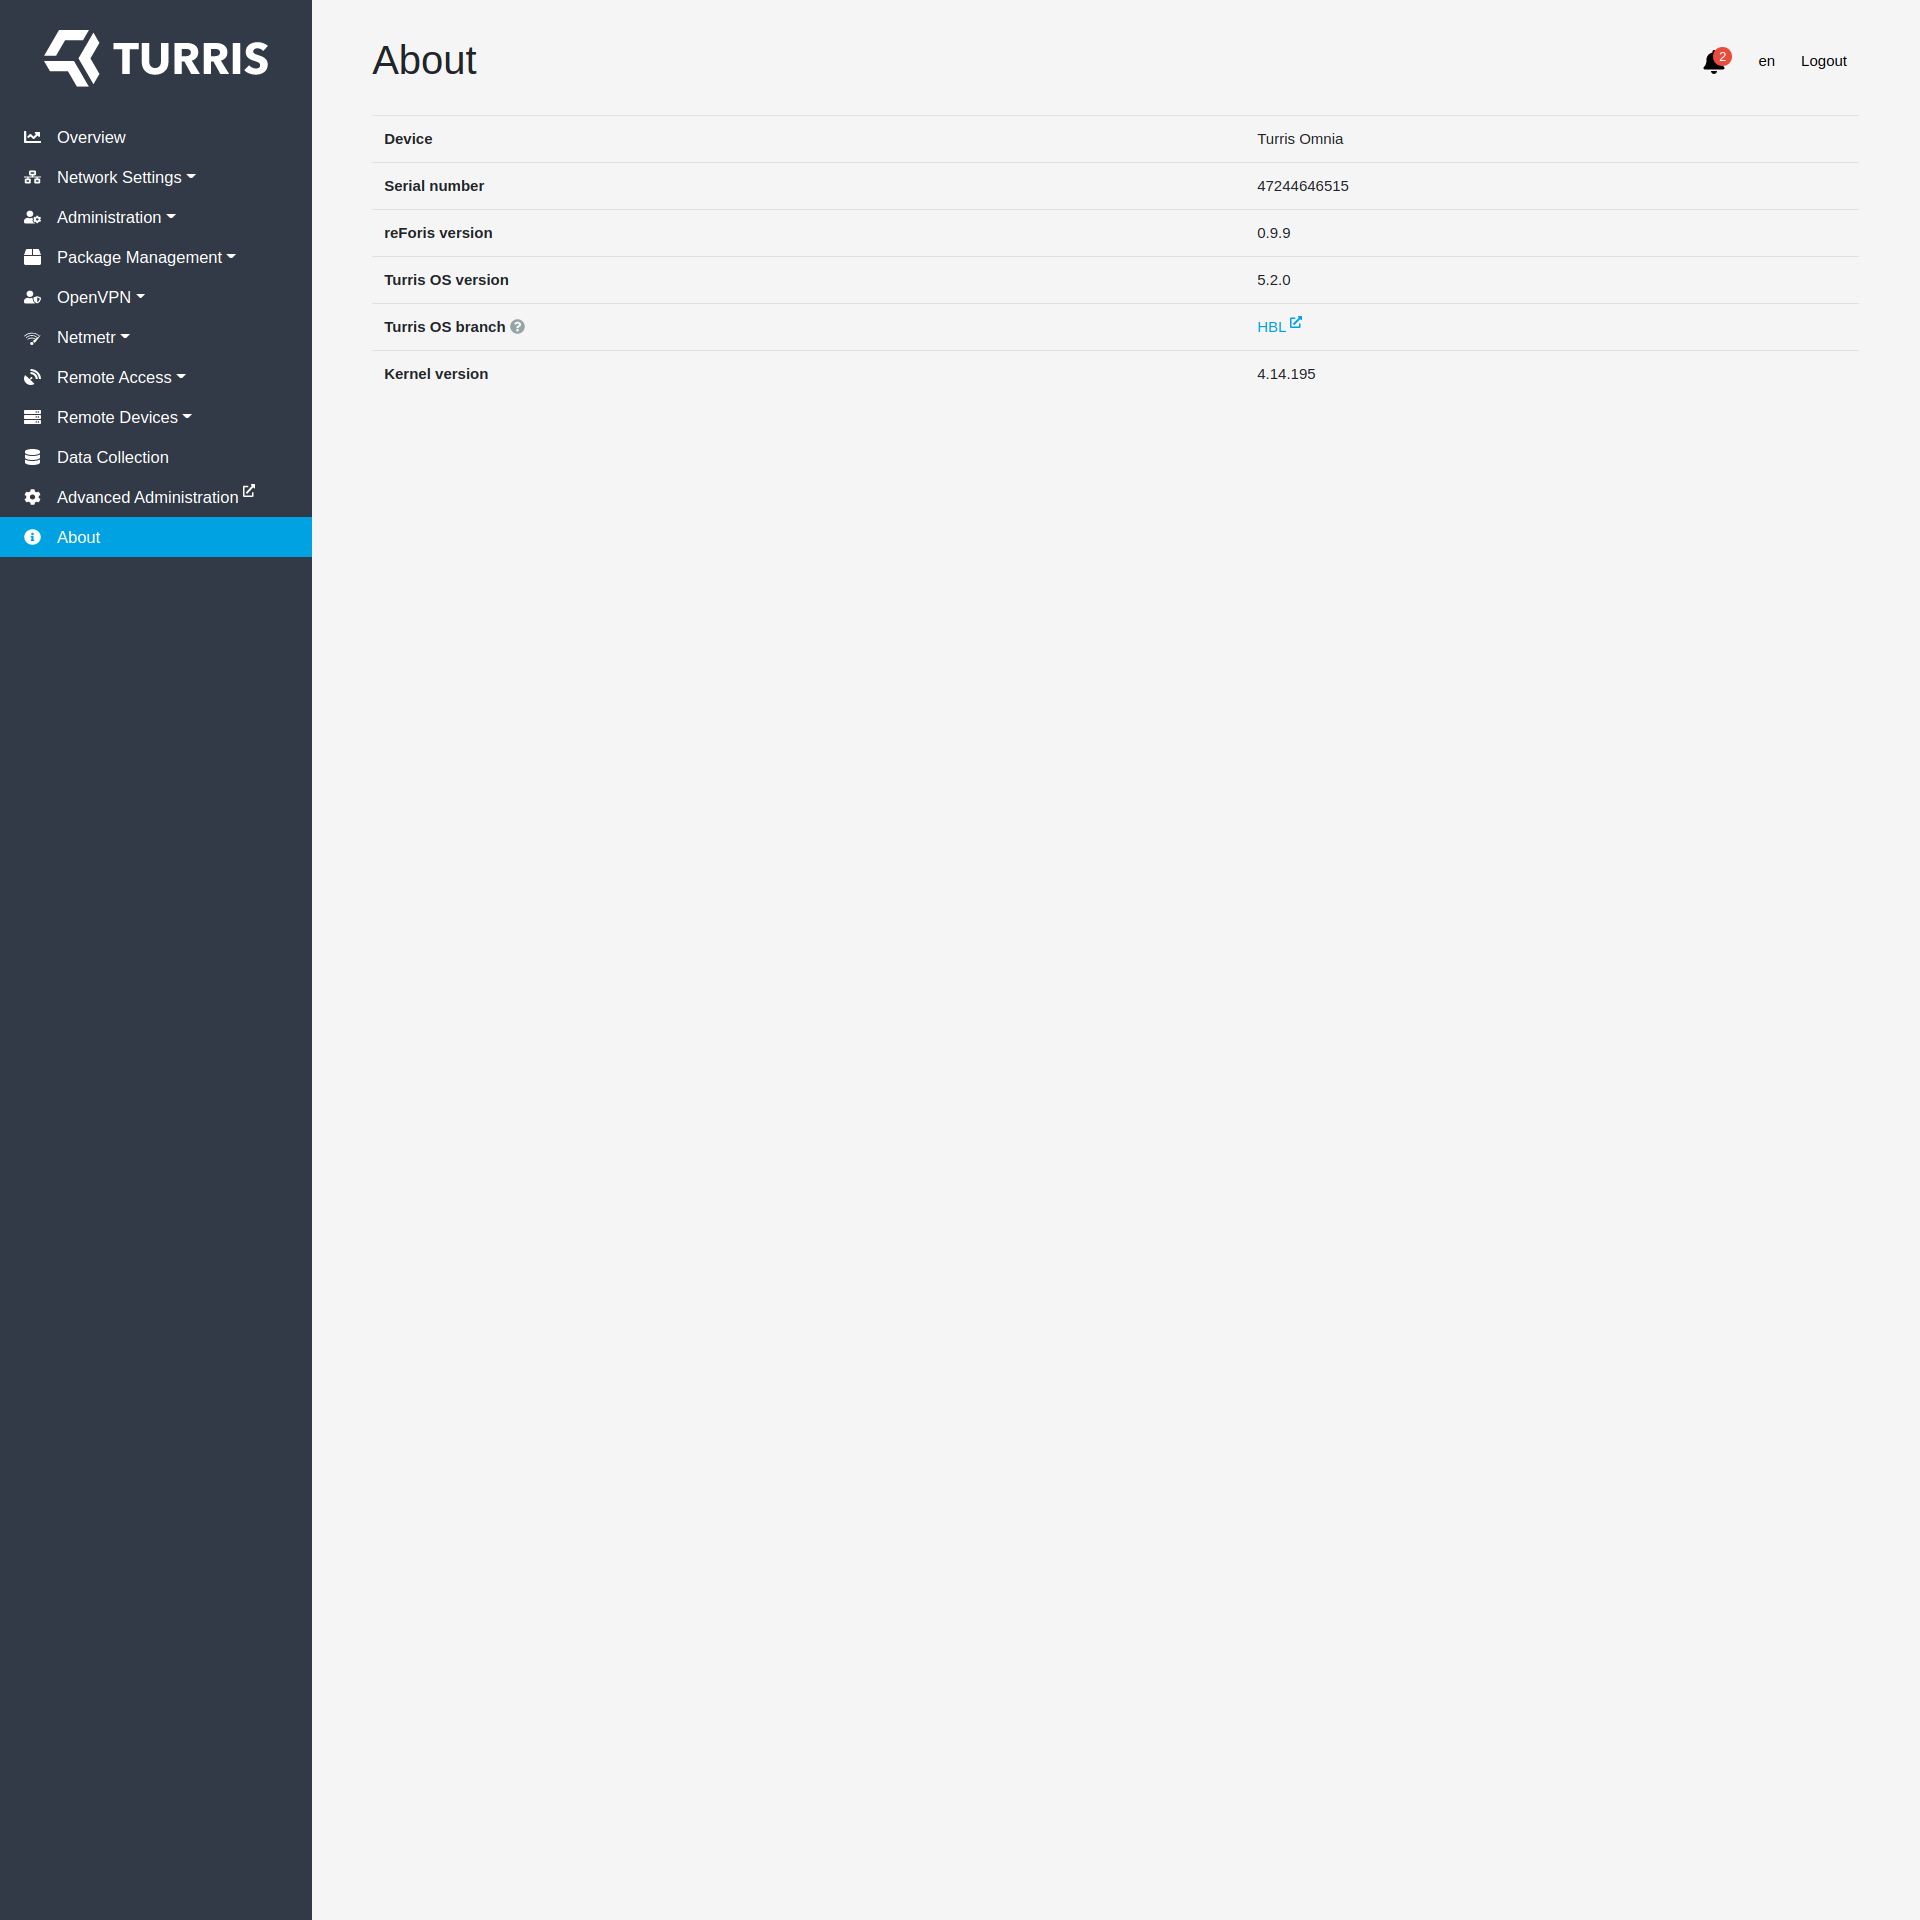 TURRIS
Overview
Network Settings
Administration
Package Management
OpenVPN
Netmetr
Remote Access
Remote Devices
Data Collection
Advanced Administration
About
About
2
en
Logout
Device Turris Omnia
Serial number 47244646515
reForis version 0.9.9
Turris OS version 5.2.0
Turris OS branch HBL
Kernel version 4.14.195